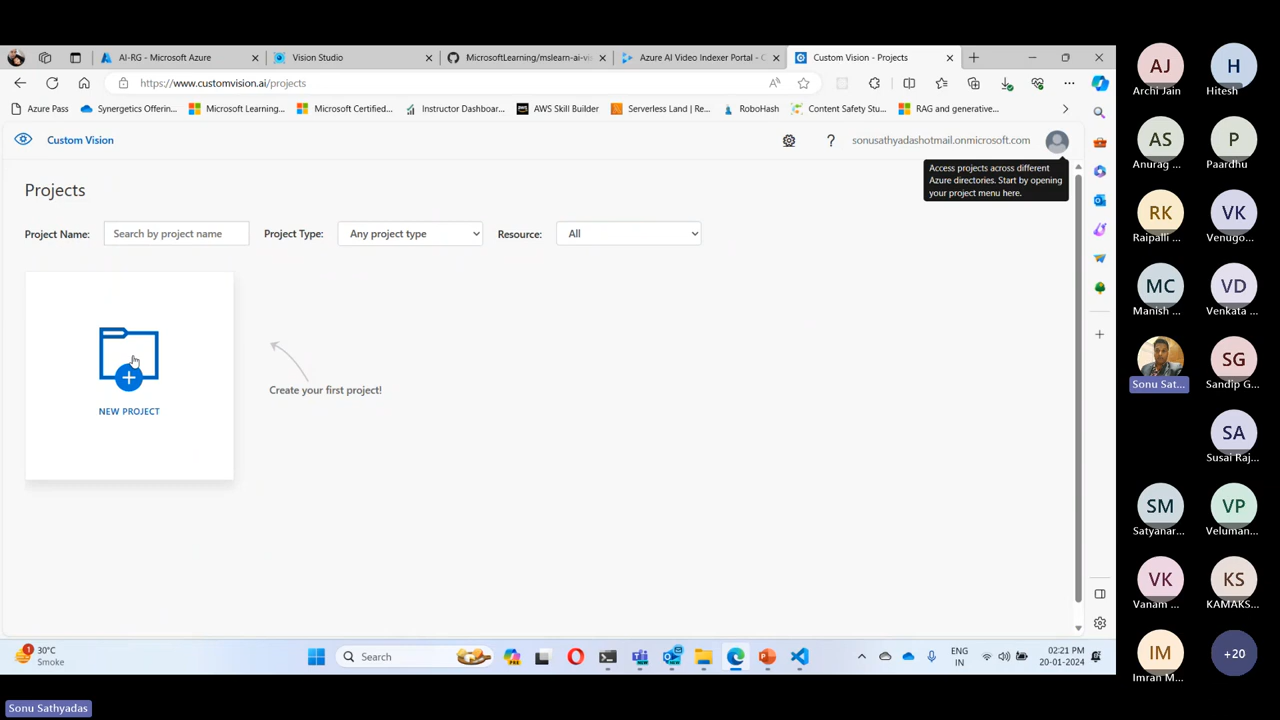 AI-RG - Microsoft Azure
Vision Studio
MicrosoftLearning/mslearn-ai-vis
Azure AI Video Indexer Portal - C
Custom Vision - Projects
https://www.customvision.ai/projects
Azure Pass
Synergetics Offerin...
Microsoft Learning...
Microsoft Certified...
Instructor Dashboar...
AWS Skill Builder
Serverless Land | Re...
RoboHash
Content Safety Stu...
RAG and generative...
Custom Vision
sonusathyadashotmail.onmicrosoft.com
Access projects across different
Azure directories. Start by opening
your project menu here.
Projects
Project Name:
Search by project name
Project Type:
Any project type
Resource:
All
NEW PROJECT
Create your first project!
1
30°C
Smoke
Search
ENG
IN
02:21 PM
20-01-2024
Sonu Sathyadas
AJ
Archi Jain
H
Hitesh
AS
Anurag ...
P
Paardhu
RK
Raipalli ...
VK
Venugo...
MC
Manish ...
VD
Venkata ...
Sonu Sat...
SG
Sandip G...
SA
Susai Raj...
SM
Satyanar...
VP
Veluman...
VK
Vanam ...
KS
KAMAKS...
IM
Imran M...
+20